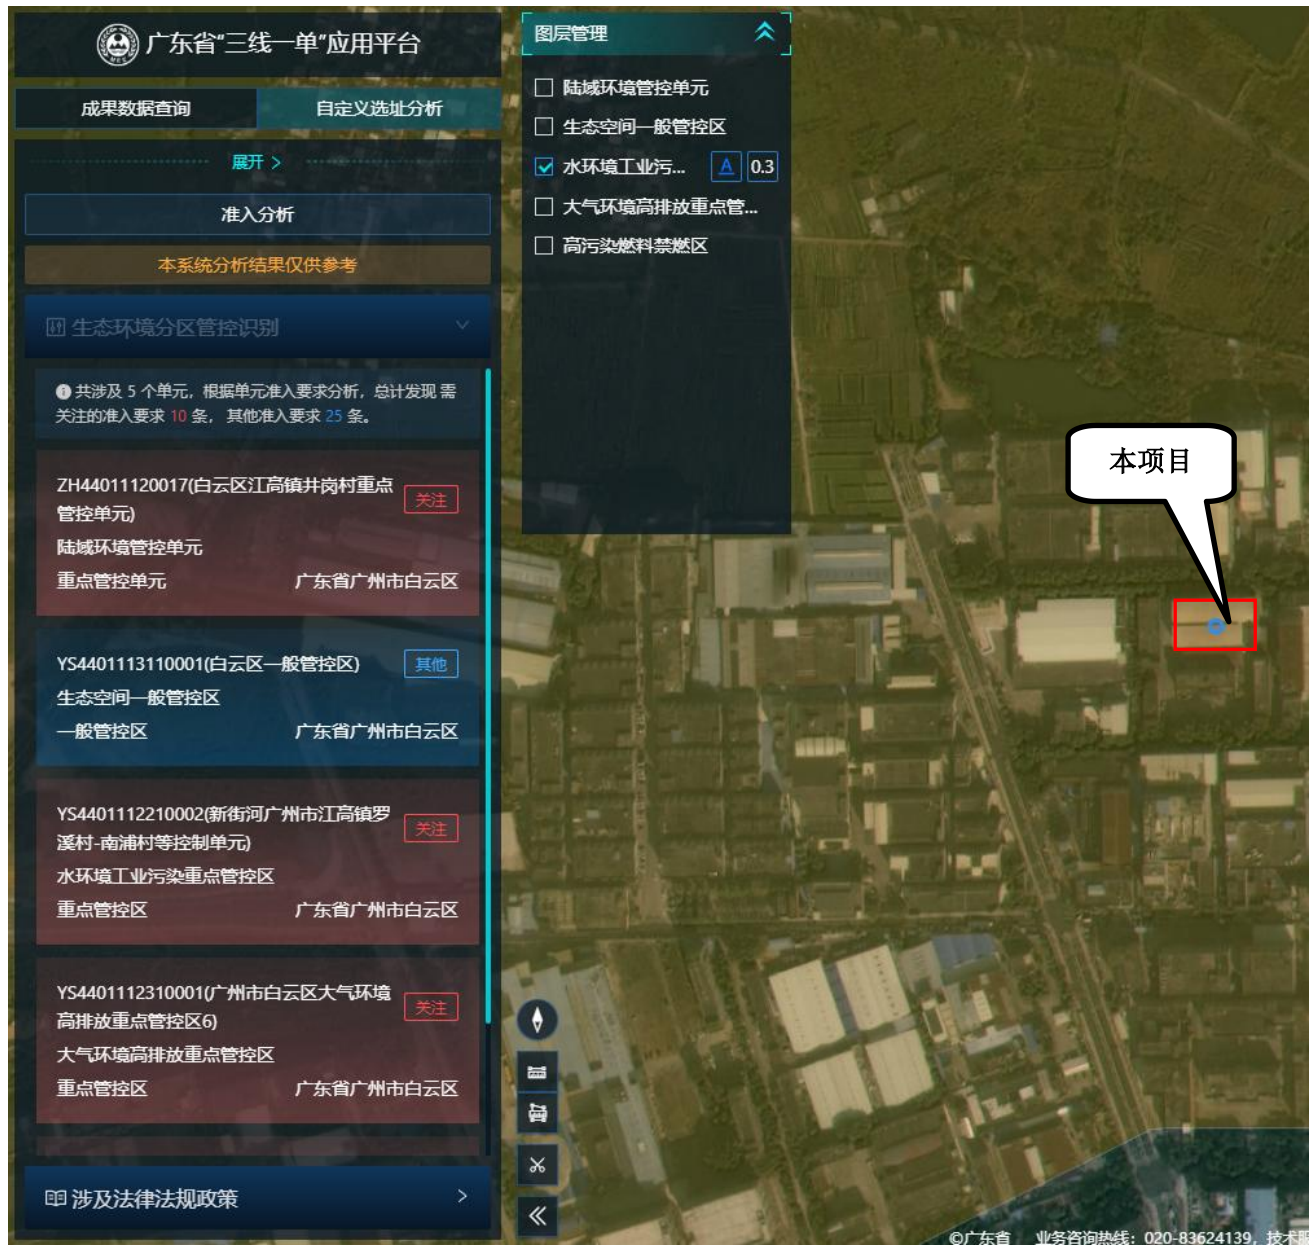 广东省“三线一单”应用平台
成果数据查询
自定义选址分析
展开 >
准入分析
本系统分析结果仅供参考
生态环境分区管控识别
共涉及 5 个单元，根据单元准入要求分析，总计发现 需
关注的准入要求 10 条， 其他准入要求 25 条。
ZH44011120017(白云区江高镇井岗村重点
管控单元)
关注
陆域环境管控单元
重点管控单元
广东省广州市白云区
YS4401113110001(白云区一般管控区)
其他
生态空间一般管控区
一般管控区
广东省广州市白云区
YS4401112210002(新街河广州市江高镇罗
溪村-南浦村等控制单元)
关注
水环境工业污染重点管控区
重点管控区
广东省广州市白云区
YS4401112310001(广州市白云区大气环境
高排放重点管控区6)
关注
大气环境高排放重点管控区
重点管控区
广东省广州市白云区
涉及法律法规政策
图层管理
陆域环境管控单元
生态空间一般管控区
水环境工业污...
A
0.3
大气环境高排放重点管...
高污染燃料禁燃区
本项目
©广东省 业务咨询热线：020-83624139，技术